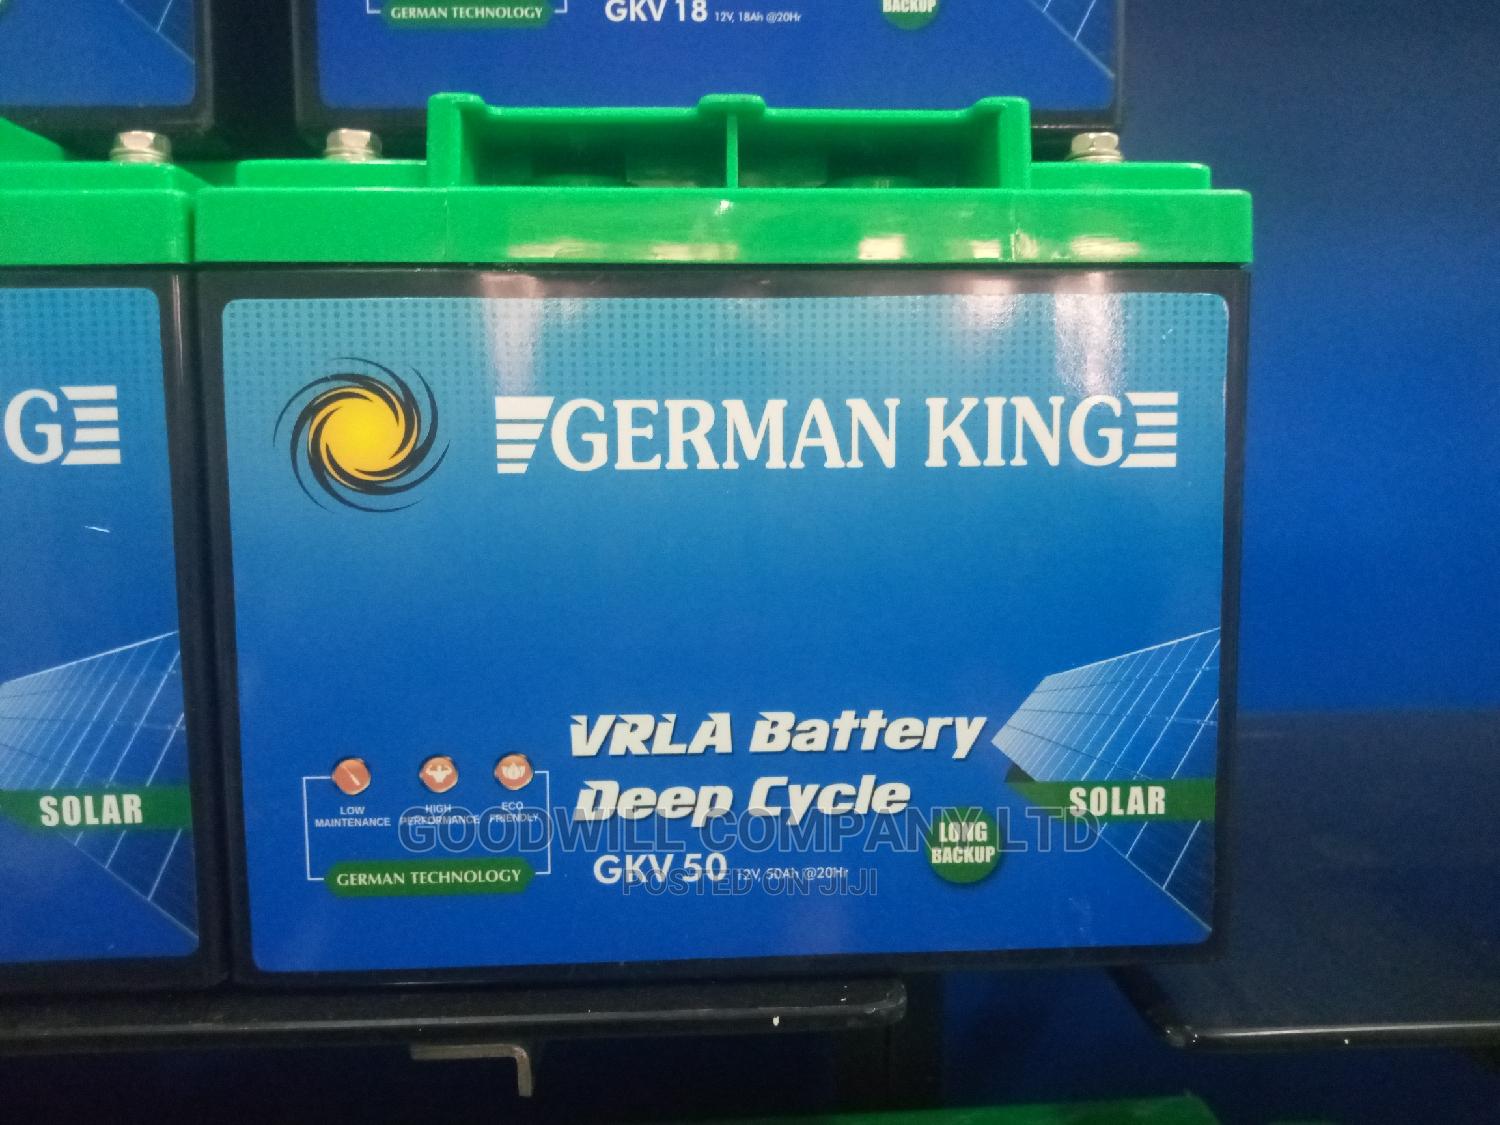 GERMAN TECHNOLOGY
GKV 18 12V, 18Ah @20Hr
BACKUP
G
GERMAN KING
VRLA Battery
Deep Cycle
LOW
MAINTENANCE
HIGH
PERFORMANCE
ECO
FRIENDLY
GERMAN TECHNOLOGY
GKV 50 12V, 50Ah @20Hr
LONG
BACKUP
SOLAR
SOLAR
GOODWILL COMPANY LTD
POSTED ON JIJI